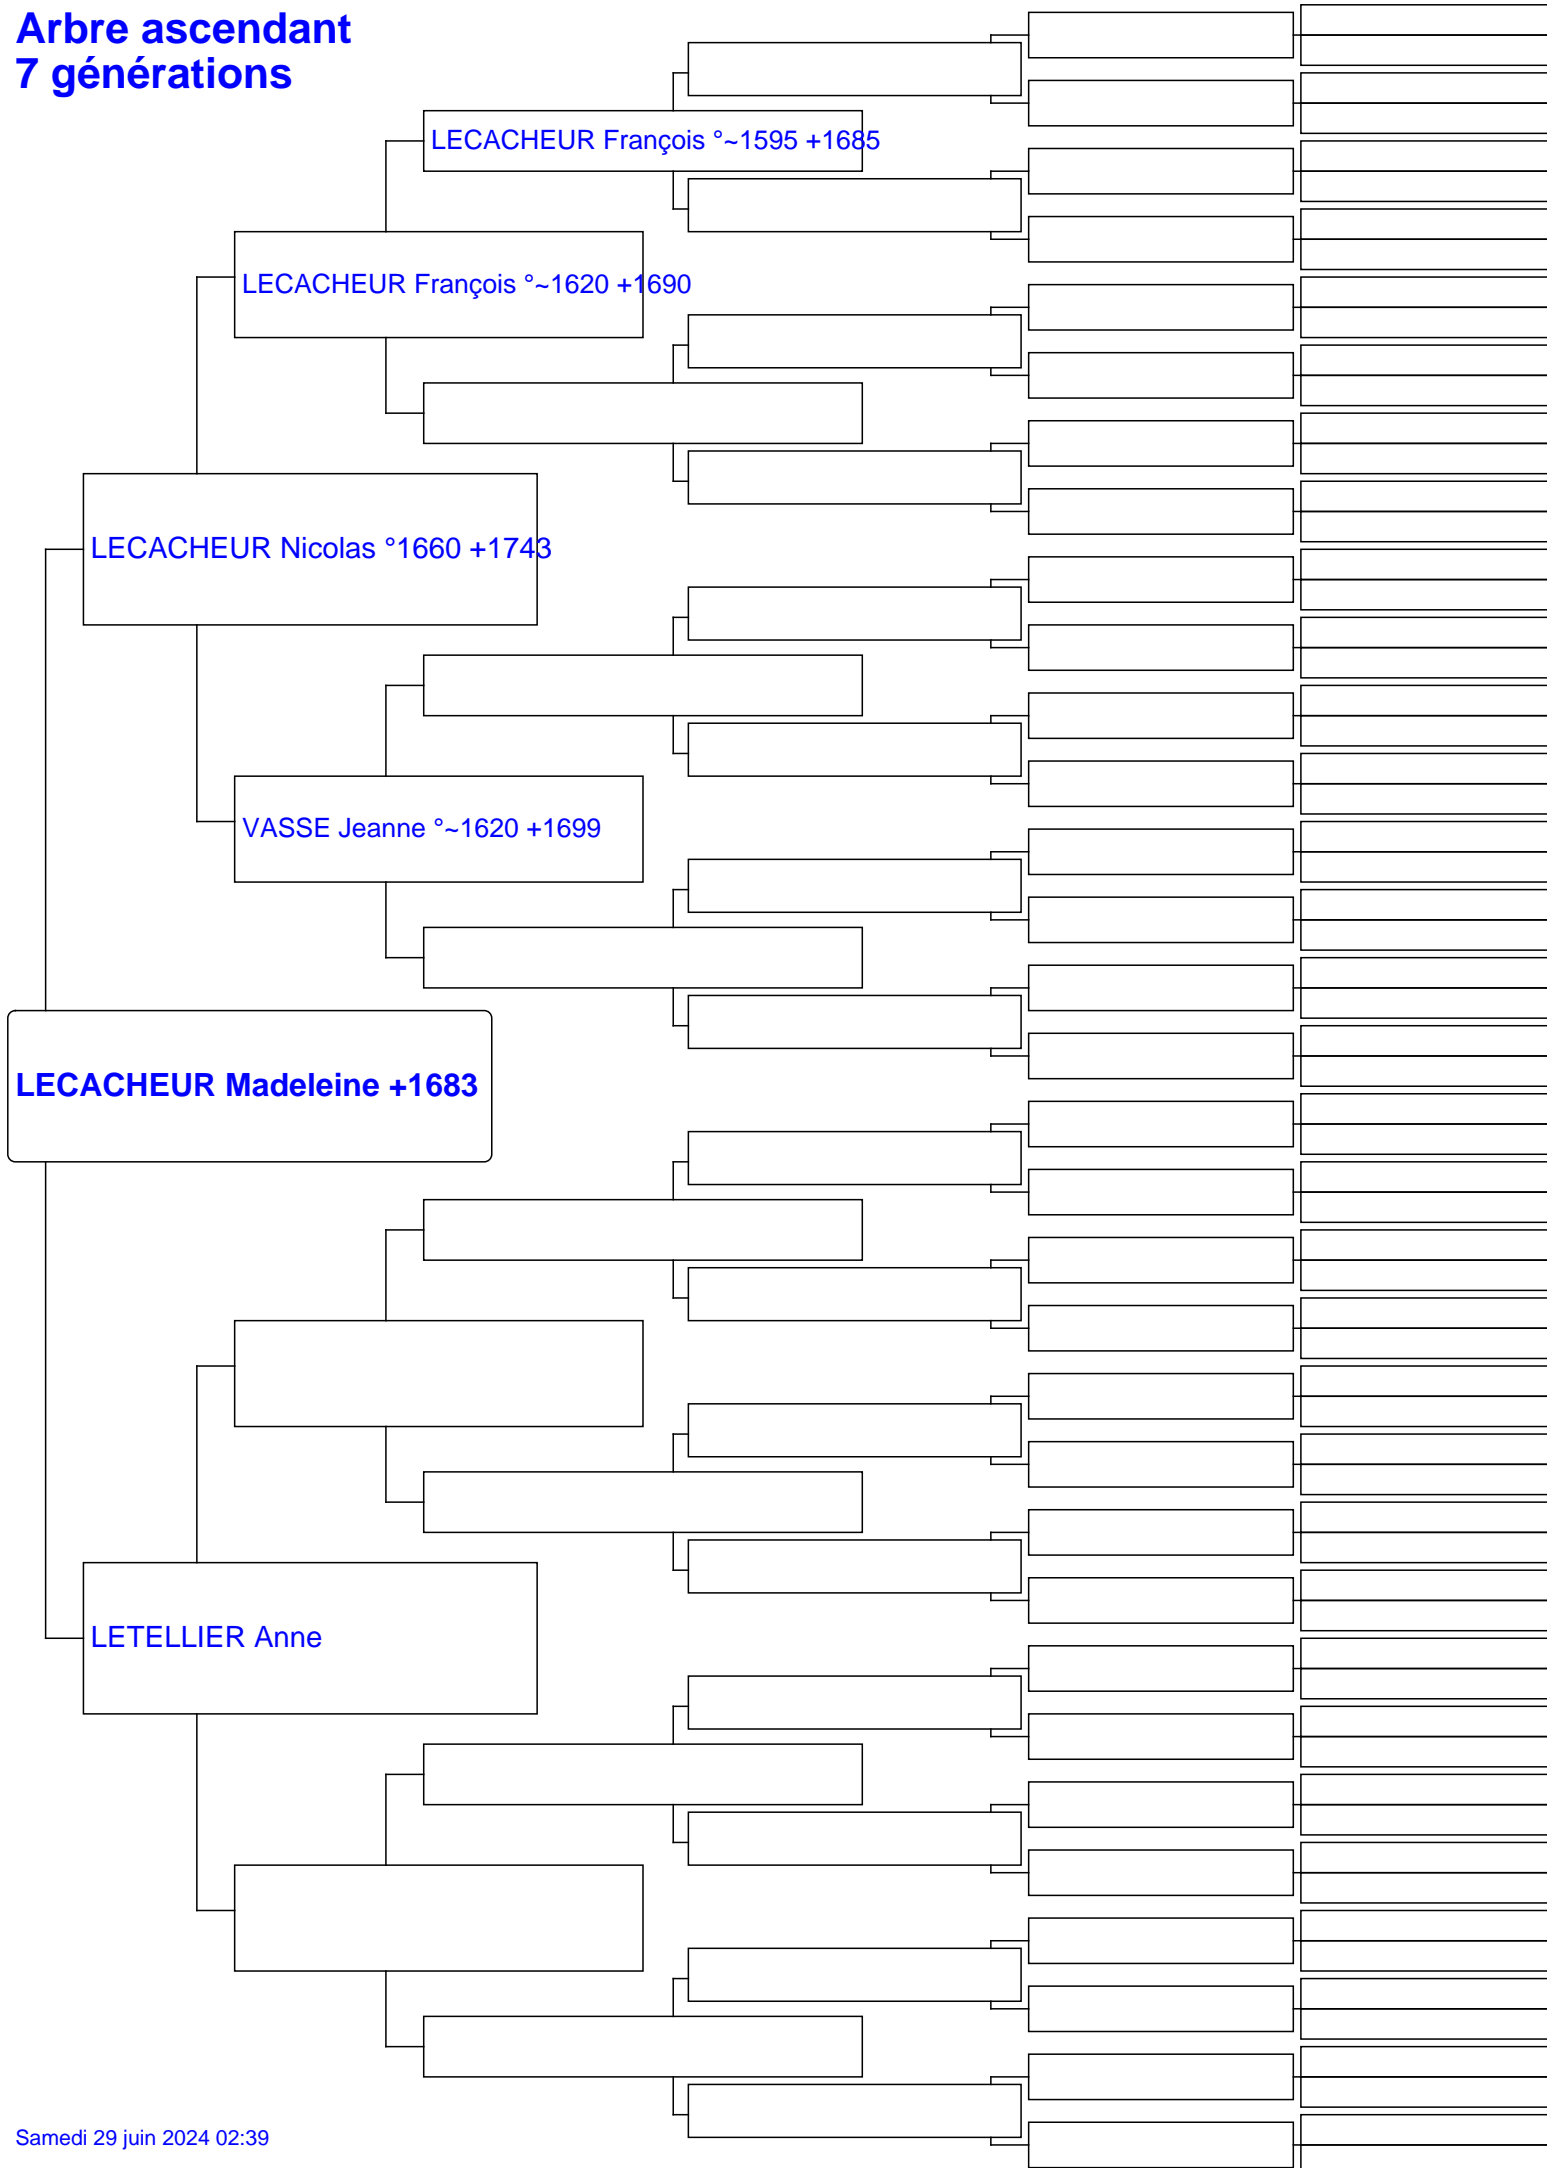 Arbre ascendant
7 générations
LECACHEUR François °~1595 +1685
LECACHEUR François °~1620 +1690
LECACHEUR Nicolas °1660 +1743
VASSE Jeanne °~1620 +1699
LECACHEUR Madeleine +1683
LETELLIER Anne
Samedi 29 juin 2024 02:39